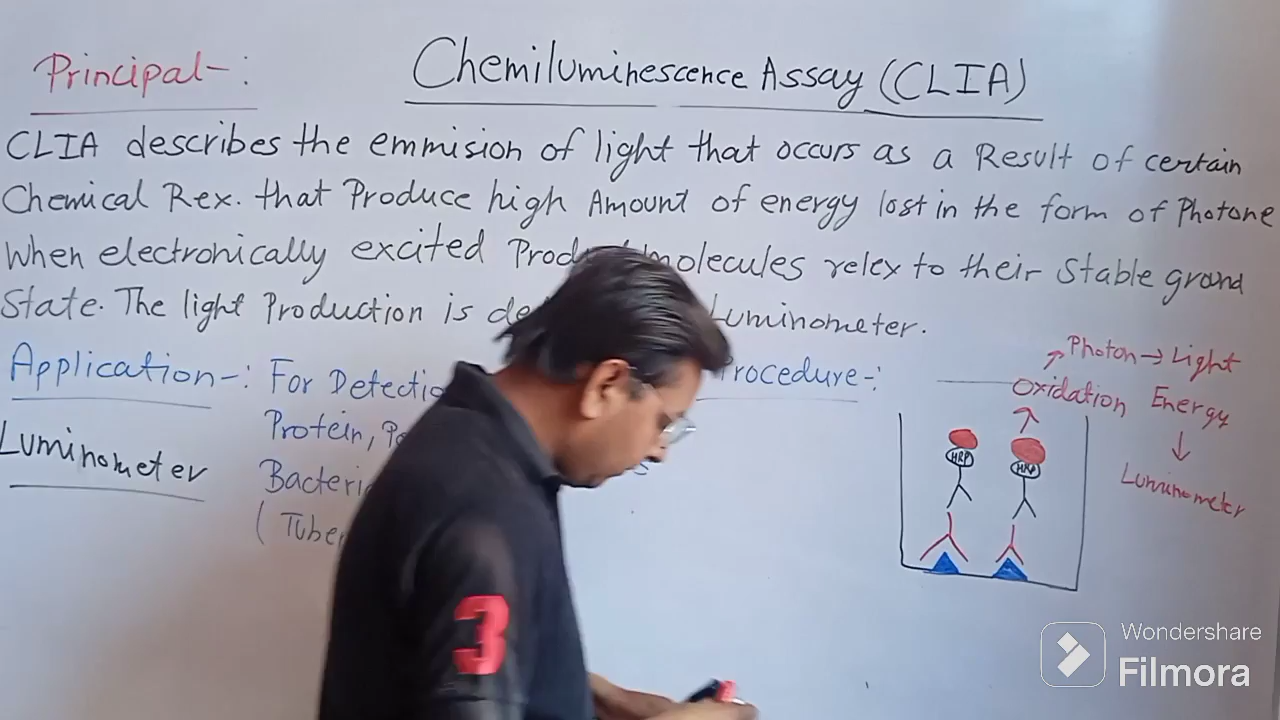 Principal-: Chemiluminescence Assay (CLIA)
CLIA describes the emmision of light that occurs as a Result of certain
Chemical Rex. that Produce high Amount of energy lost in the form of Photone
When electronically excited molecules relex to their Stable ground
State. The light Production is Luminometer.
Application-: For Procedure-:
Protein,
Luminometer
Photon → Light
Oxidation Energy
Luminometer
HRP HRP
3
Wondershare
Filmora